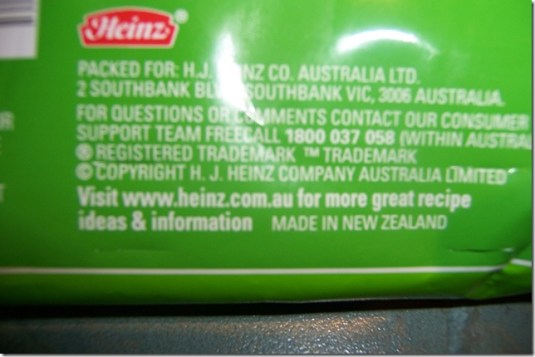 Heinz®
PACKED FOR: H.J. HEINZ CO. AUSTRALIA LTD.
2 SOUTHBANK BLVD SOUTHBANK VIC, 3006 AUSTRALIA.
FOR QUESTIONS OR COMMENTS CONTACT OUR CONSUMER
SUPPORT TEAM FREECALL 1800 037 058 (WITHIN AUSTRAL
® REGISTERED TRADEMARK ™ TRADEMARK
© COPYRIGHT H. J. HEINZ COMPANY AUSTRALIA LIMITED
Visit www.heinz.com.au for more great recipe
ideas & information MADE IN NEW ZEALAND